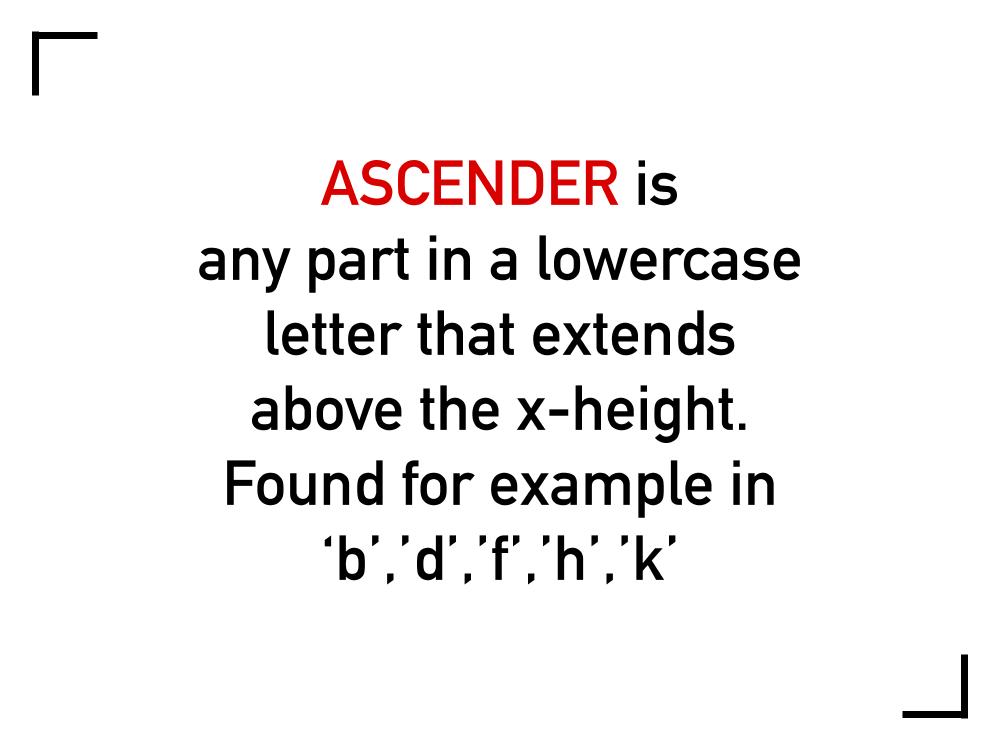 ASCENDER is
any part in a lowercase
letter that extends
above the x-height.
Found for example in
‘b’,’d’,’f’,’h’,’k’